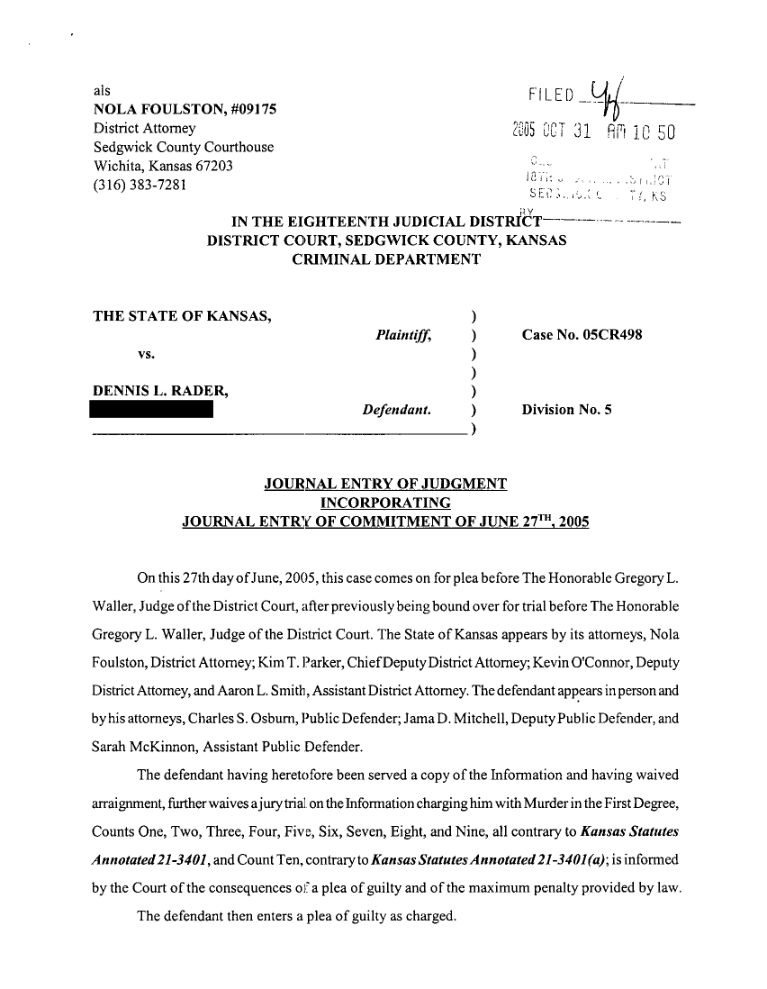 als
NOLA FOULSTON, #09175
District Attorney
Sedgwick County Courthouse
Wichita, Kansas 67203
(316) 383-7281
FILED
2005 OCT 31 AM 10 50
18TH
KS
BY
IN THE EIGHTEENTH JUDICIAL DISTRICT
DISTRICT COURT, SEDGWICK COUNTY, KANSAS
CRIMINAL DEPARTMENT
THE STATE OF KANSAS, )
Plaintiff, ) Case No. 05CR498
vs. )
)
DENNIS L. RADER, )
Defendant. ) Division No. 5
)
JOURNAL ENTRY OF JUDGMENT
INCORPORATING
JOURNAL ENTRY OF COMMITMENT OF JUNE 27TH, 2005
On this 27th day of June, 2005, this case comes on for plea before The Honorable Gregory L.
Waller, Judge of the District Court, after previously being bound over for trial before The Honorable
Gregory L. Waller, Judge of the District Court. The State of Kansas appears by its attorneys, Nola
Foulston, District Attorney; Kim T. Parker, Chief Deputy District Attorney; Kevin O'Connor, Deputy
District Attorney, and Aaron L. Smith, Assistant District Attorney. The defendant appears in person and
by his attorneys, Charles S. Osburn, Public Defender; Jama D. Mitchell, Deputy Public Defender, and
Sarah McKinnon, Assistant Public Defender.
The defendant having heretofore been served a copy of the Information and having waived
arraignment, further waives a jury trial on the Information charging him with Murder in the First Degree,
Counts One, Two, Three, Four, Five, Six, Seven, Eight, and Nine, all contrary to Kansas Statutes
Annotated 21-3401, and Count Ten, contrary to Kansas Statutes Annotated 21-3401(a); is informed
by the Court of the consequences of a plea of guilty and of the maximum penalty provided by law.
The defendant then enters a plea of guilty as charged.